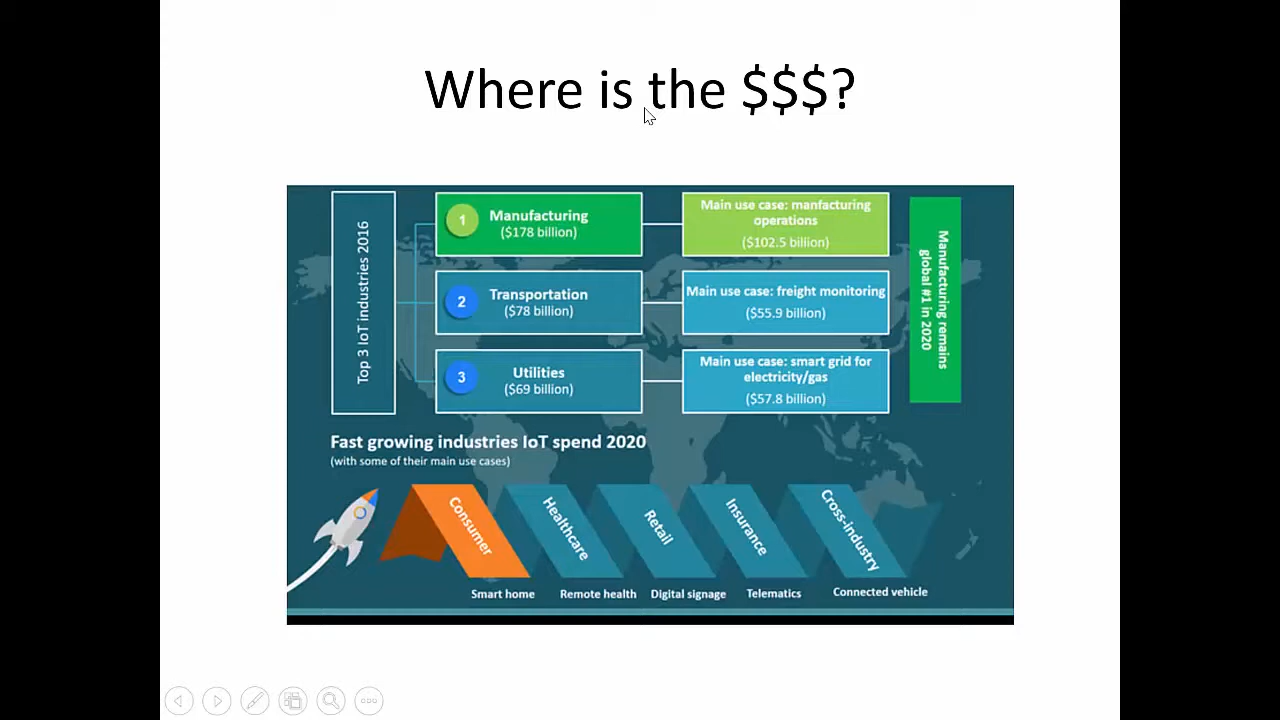 Where is the $$$?
Top 3 IoT industries 2016
1
Manufacturing
($178 billion)
Main use case: manfacturing
operations
($102.5 billion)
2
Transportation
($78 billion)
Main use case: freight monitoring
($55.9 billion)
3
Utilities
($69 billion)
Main use case: smart grid for
electricity/gas
($57.8 billion)
Manufacturing remains
global #1 in 2020
Fast growing industries IoT spend 2020
(with some of their main use cases)
Consumer
Healthcare
Retail
Insurance
Cross-industry
Smart home
Remote health
Digital signage
Telematics
Connected vehicle